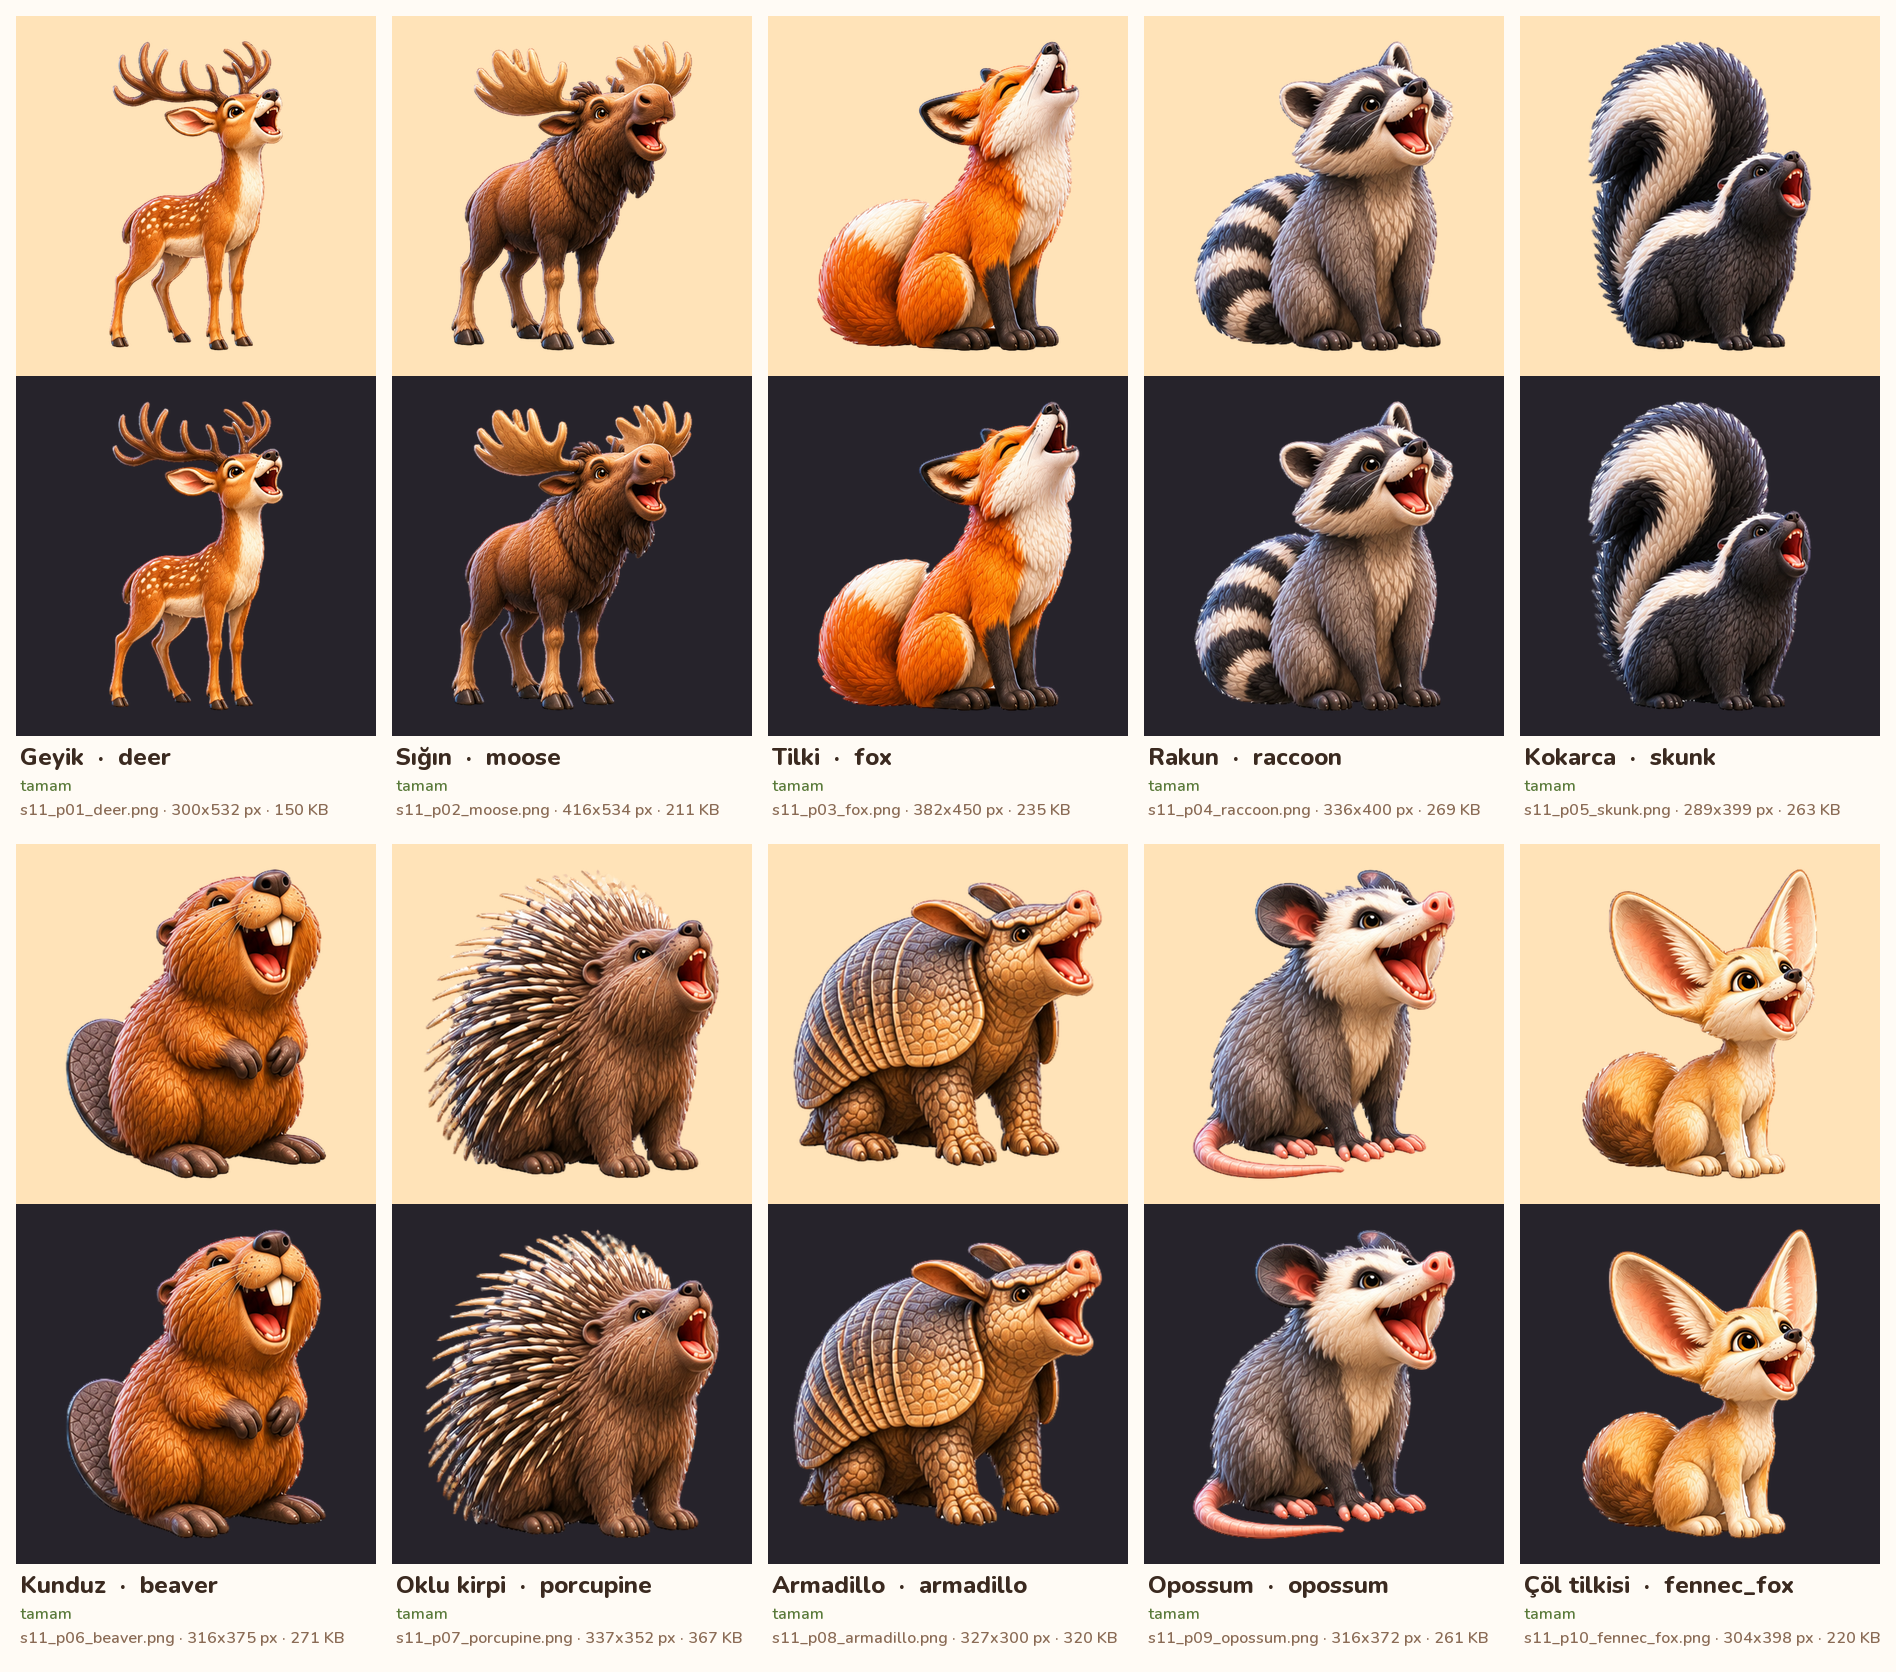 Geyik · deer
tamam
s11_p01_deer.png · 300x532 px · 150 KB
Sığın · moose
tamam
s11_p02_moose.png · 416x534 px · 211 KB
Tilki · fox
tamam
s11_p03_fox.png · 382x450 px · 235 KB
Rakun · raccoon
tamam
s11_p04_raccoon.png · 336x400 px · 269 KB
Kokarca · skunk
tamam
s11_p05_skunk.png · 289x399 px · 263 KB
Kunduz · beaver
tamam
s11_p06_beaver.png · 316x375 px · 271 KB
Oklu kirpi · porcupine
tamam
s11_p07_porcupine.png · 337x352 px · 367 KB
Armadillo · armadillo
tamam
s11_p08_armadillo.png · 327x300 px · 320 KB
Opossum · opossum
tamam
s11_p09_opossum.png · 316x372 px · 261 KB
Çöl tilkisi · fennec_fox
tamam
s11_p10_fennec_fox.png · 304x398 px · 220 KB